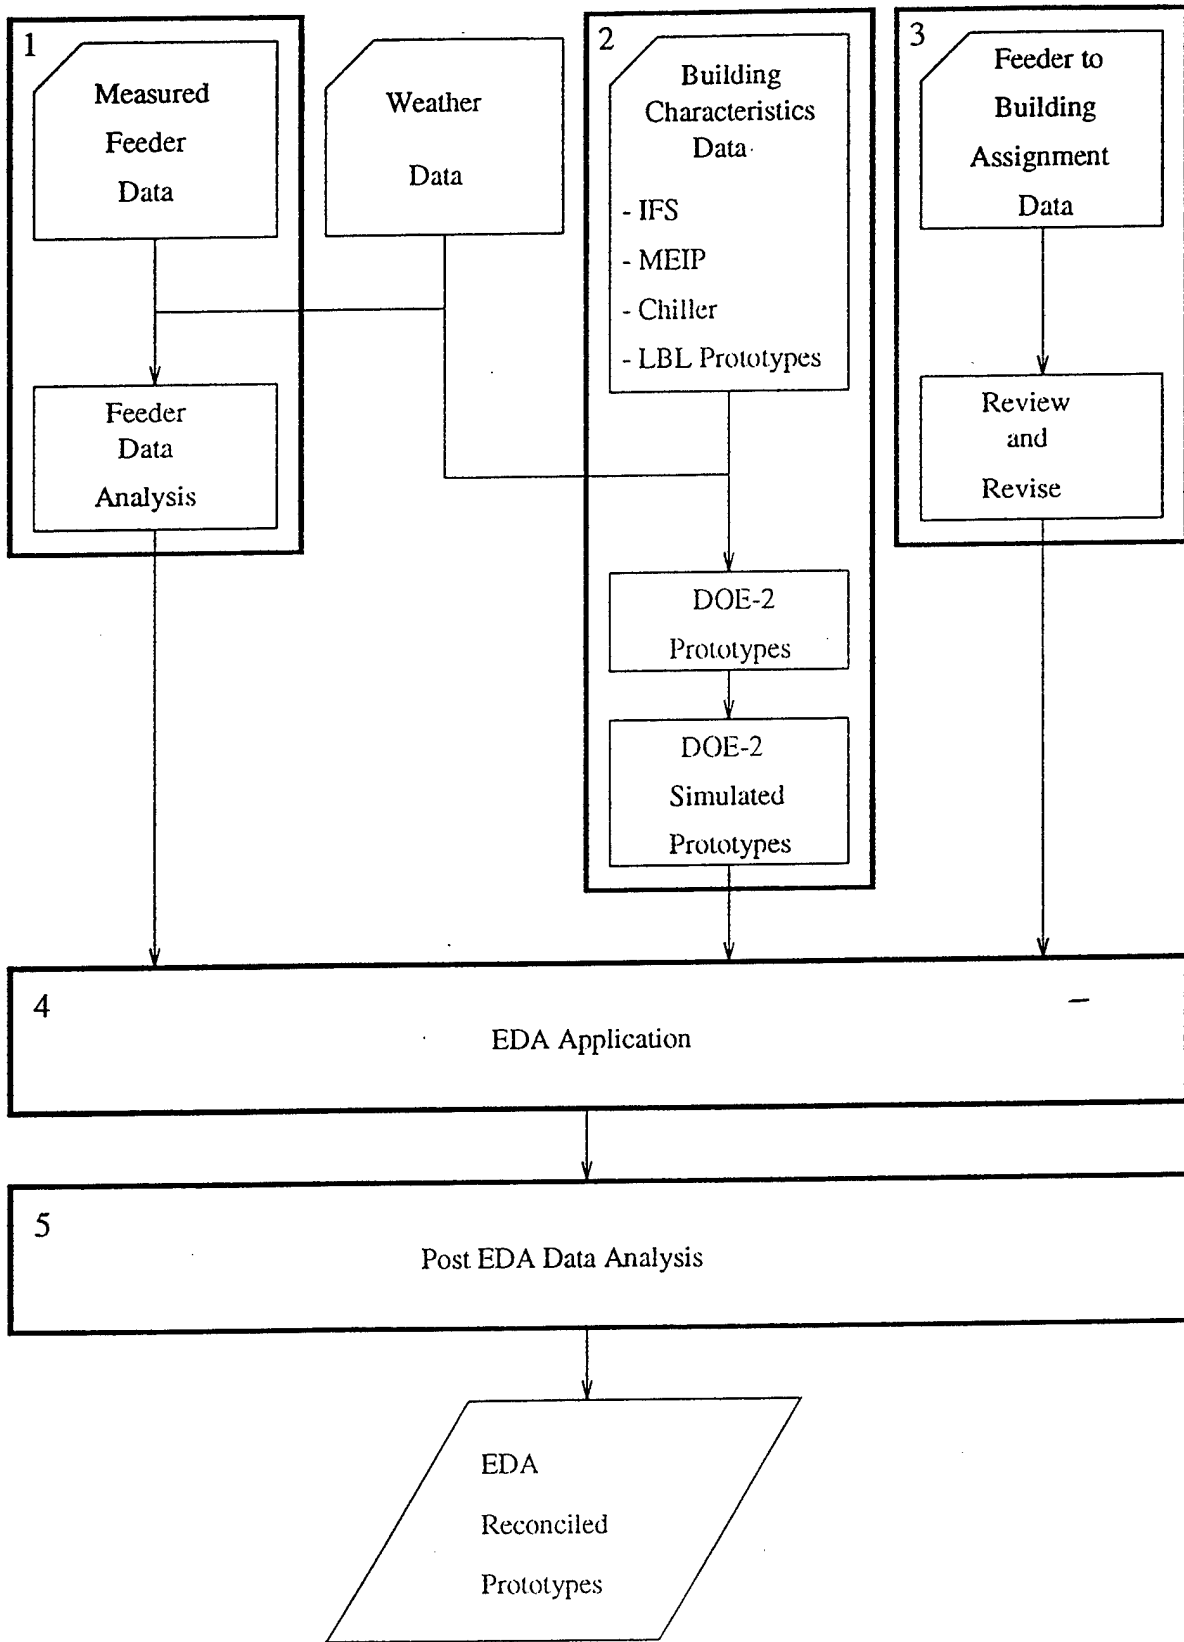 1
Measured
Feeder
Data
Weather
Data
2
Building
Characteristics
Data
- IFS
- MEIP
- Chiller
- LBL Prototypes
3
Feeder to
Building
Assignment
Data
Feeder
Data
Analysis
Review
and
Revise
DOE-2
Prototypes
DOE-2
Simulated
Prototypes
4
EDA Application
5
Post EDA Data Analysis
EDA
Reconciled
Prototypes